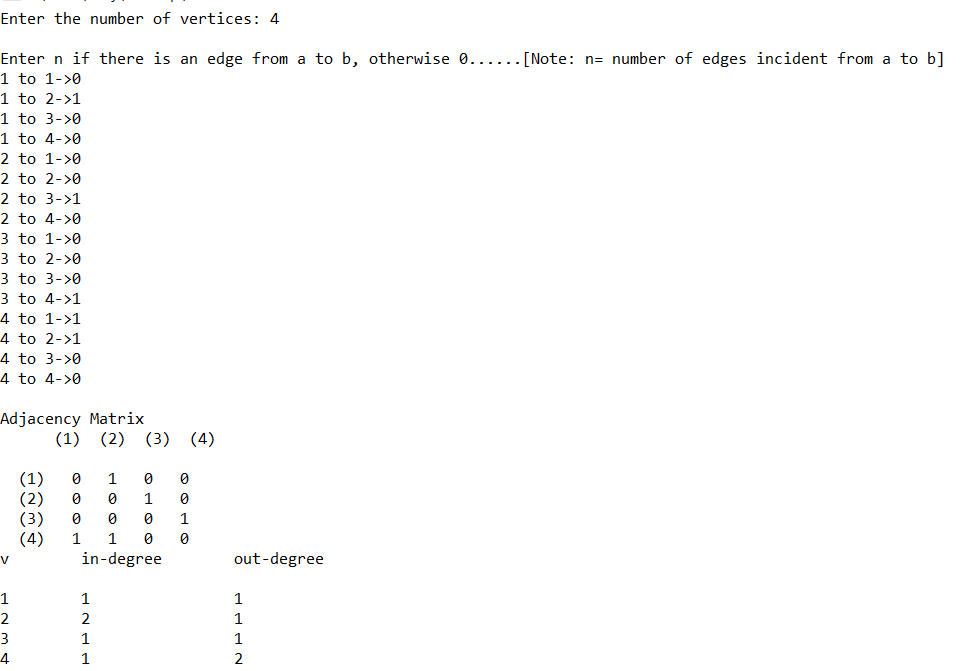 Enter the number of vertices: 4
Enter n if there is an edge from a to b, otherwise 0......[Note: n= number of edges incident from a to b]
1 to 1->0
1 to 2->1
1 to 3->0
1 to 4->0
2 to 1->0
2 to 2->0
2 to 3->1
2 to 4->0
3 to 1->0
3 to 2->0
3 to 3->0
3 to 4->1
4 to 1->1
4 to 2->1
4 to 3->0
4 to 4->0
Adjacency Matrix
(1) (2) (3) (4)
(1) 0 1 0 0
(2) 0 0 1 0
(3) 0 0 0 1
(4) 1 1 0 0
v in-degree out-degree
1 1 1
2 2 1
3 1 1
4 1 2